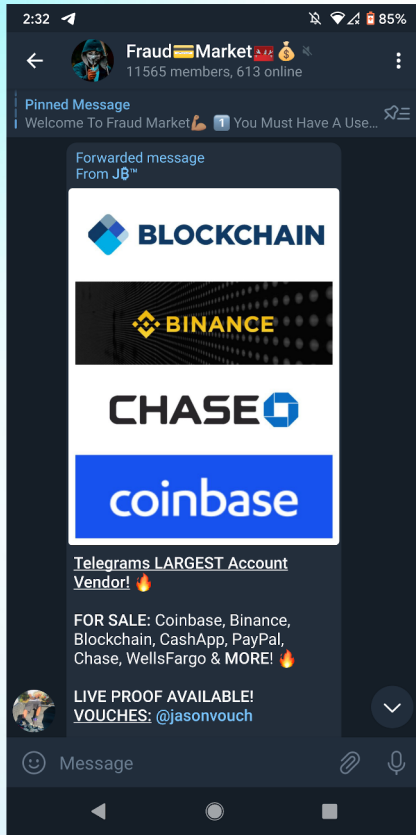 2:32
85%
Fraud💳Market🧰💰
11565 members, 613 online
Pinned Message
Welcome To Fraud Market💪🏾 1️⃣ You Must Have A Use...
Forwarded message
From J₿™
BLOCKCHAIN
BINANCE
CHASE
coinbase
Telegrams LARGEST Account
Vendor! 🔥
FOR SALE: Coinbase, Binance,
Blockchain, CashApp, PayPal,
Chase, WellsFargo & MORE! 🔥
LIVE PROOF AVAILABLE!
VOUCHES: @jasonvouch
Message